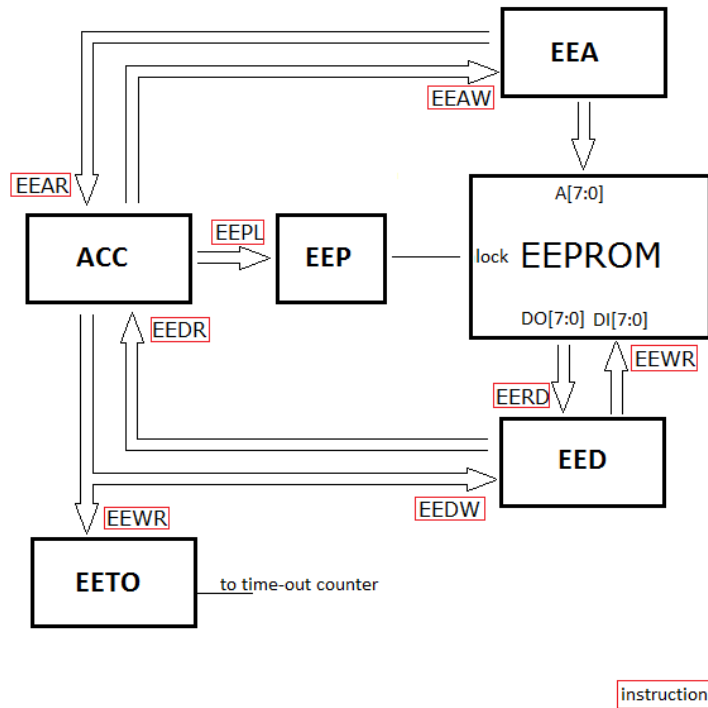 EEA
EEAW
EEAR
A[7:0]
EEPL
ACC
EEP
lock
EEPROM
DO[7:0] DI[7:0]
EEDR
EEWR
EERD
EED
EEDW
EEWR
EETO
to time-out counter
instruction